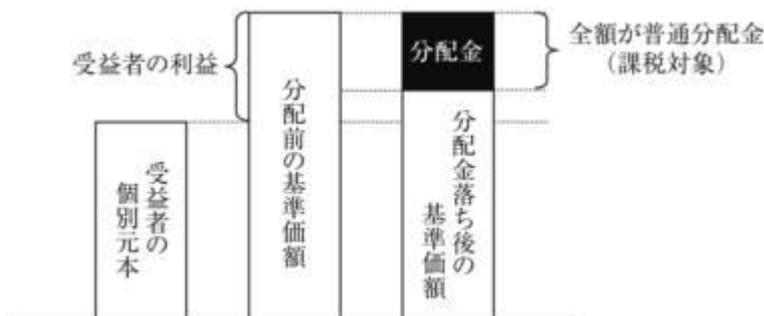 受益者の利益
分配金
全額が普通分配金
(課税対象)
受益者の
個別元本
分配前の基準価額
分配金落ち後の
基準価額